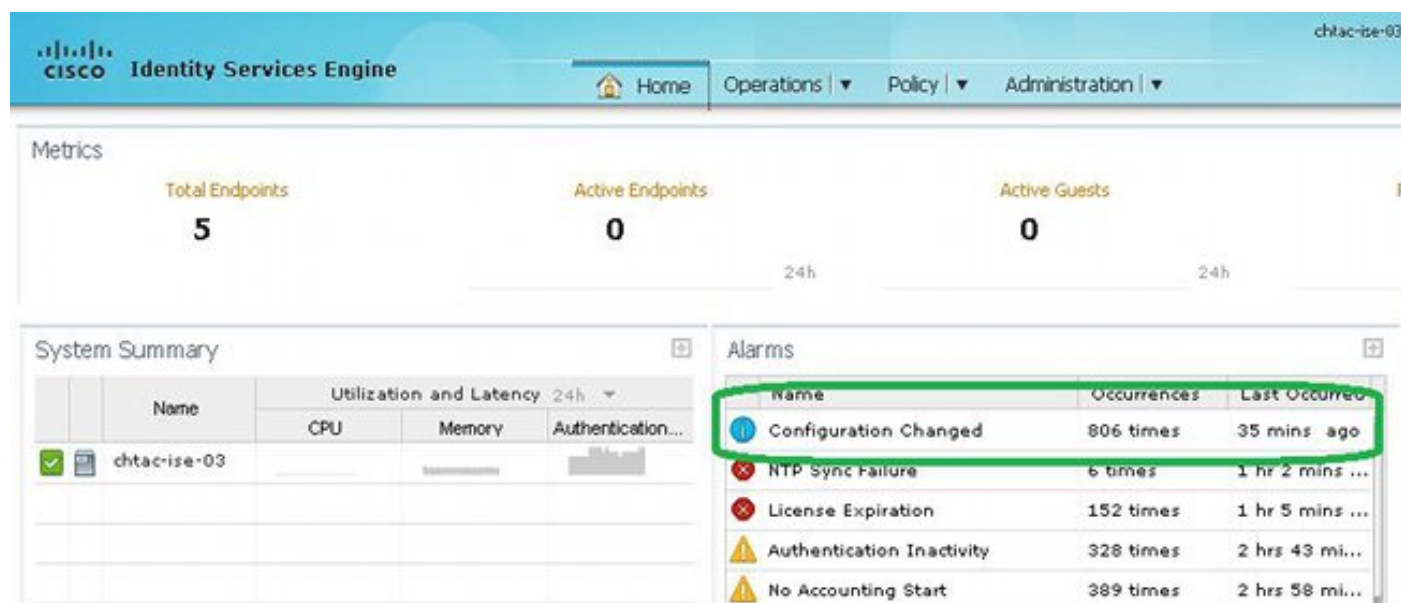 chtac-ise-03
CISCO Identity Services Engine
Home Operations Policy Administration
Metrics
Total Endpoints Active Endpoints Active Guests
5 0 0
24h 24h
System Summary
Name Utilization and Latency 24h
CPU Memory Authentication...
chtac-ise-03
Alarms
Name Occurrences Last Occurred
Configuration Changed 806 times 35 mins ago
NTP Sync Failure 6 times 1 hr 2 mins ...
License Expiration 152 times 1 hr 5 mins ...
Authentication Inactivity 328 times 2 hrs 43 mi...
No Accounting Start 389 times 2 hrs 58 mi...